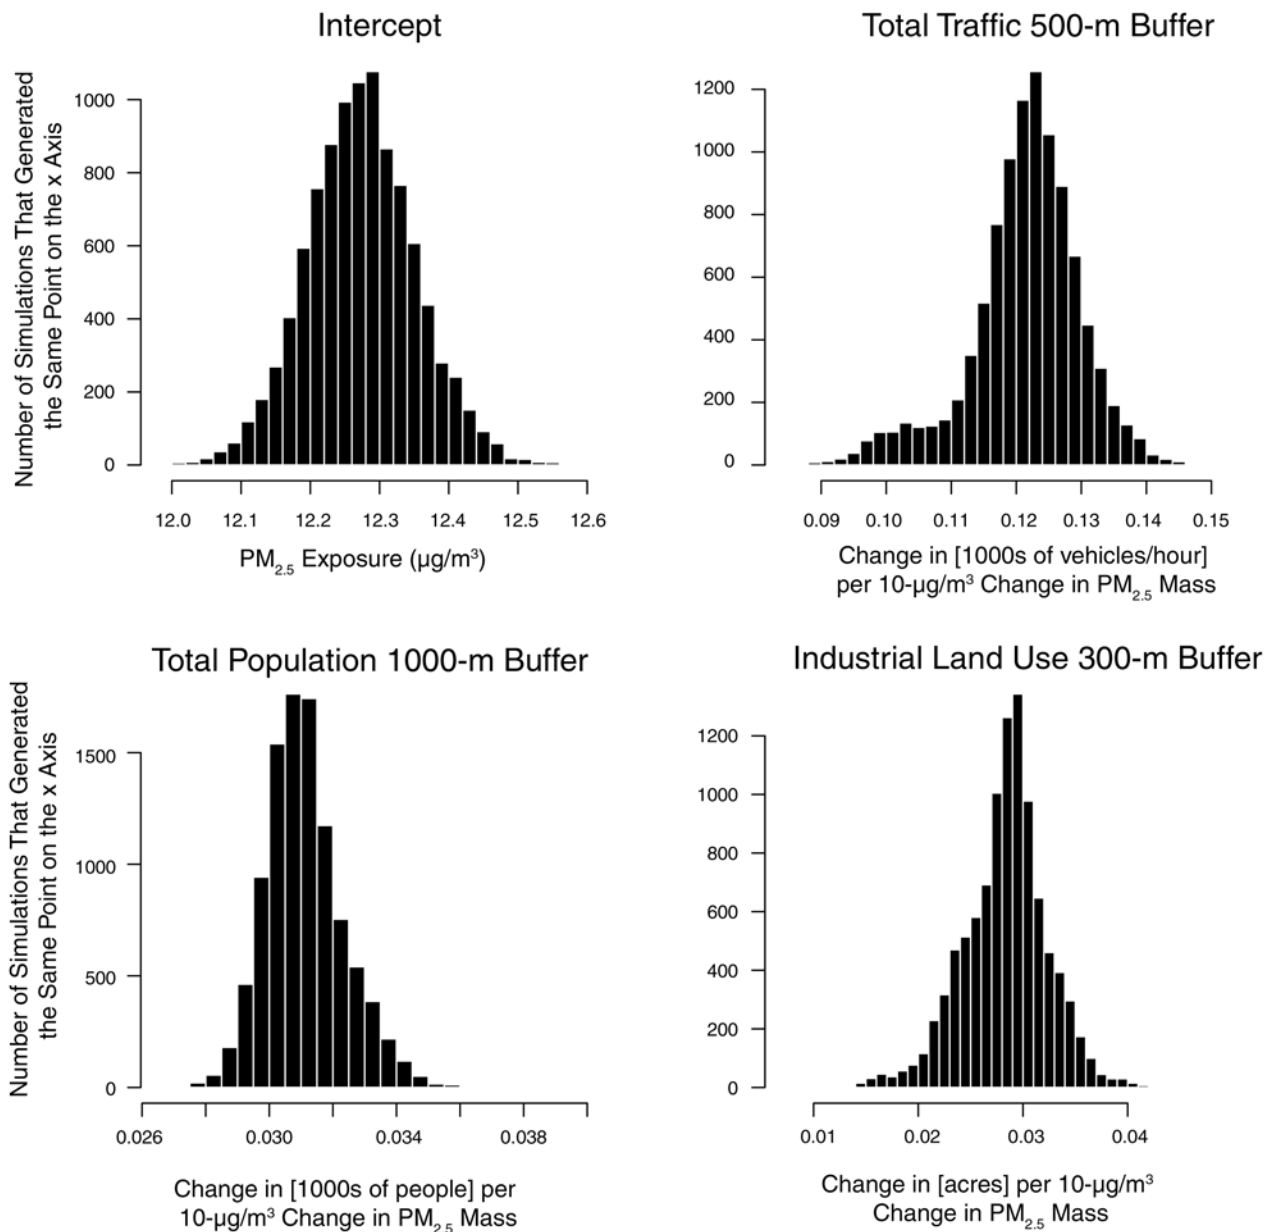 Intercept
Number of Simulations That Generated
the Same Point on the x Axis
1000
800
600
400
200
0
12.0 12.1 12.2 12.3 12.4 12.5 12.6
PM2.5 Exposure (µg/m³)
Total Traffic 500-m Buffer
1200
1000
800
600
400
200
0
0.09 0.10 0.11 0.12 0.13 0.14 0.15
Change in [1000s of vehicles/hour]
per 10-µg/m³ Change in PM2.5 Mass
Total Population 1000-m Buffer
Number of Simulations That Generated
the Same Point on the x Axis
1500
1000
500
0
0.026 0.030 0.034 0.038
Change in [1000s of people] per
10-µg/m³ Change in PM2.5 Mass
Industrial Land Use 300-m Buffer
1200
1000
800
600
400
200
0
0.01 0.02 0.03 0.04
Change in [acres] per 10-µg/m³
Change in PM2.5 Mass